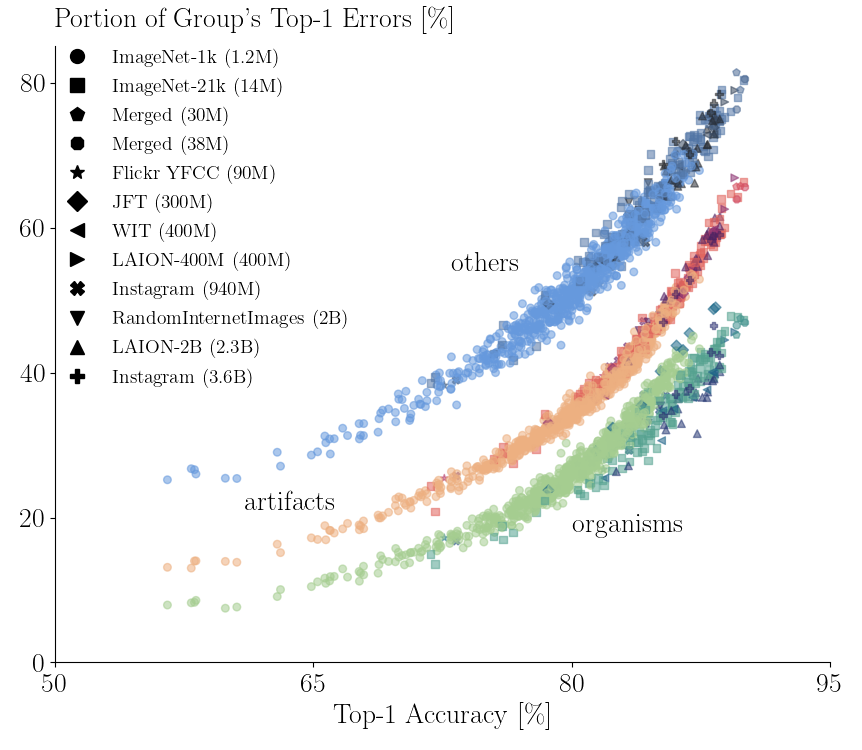 Portion of Group's Top-1 Errors [%]
ImageNet-1k (1.2M)
ImageNet-21k (14M)
Merged (30M)
Merged (38M)
Flickr YFCC (90M)
JFT (300M)
WIT (400M)
LAION-400M (400M)
Instagram (940M)
RandomInternetImages (2B)
LAION-2B (2.3B)
Instagram (3.6B)
80
60
40
20
0
others
artifacts
organisms
50 65 80 95
Top-1 Accuracy [%]